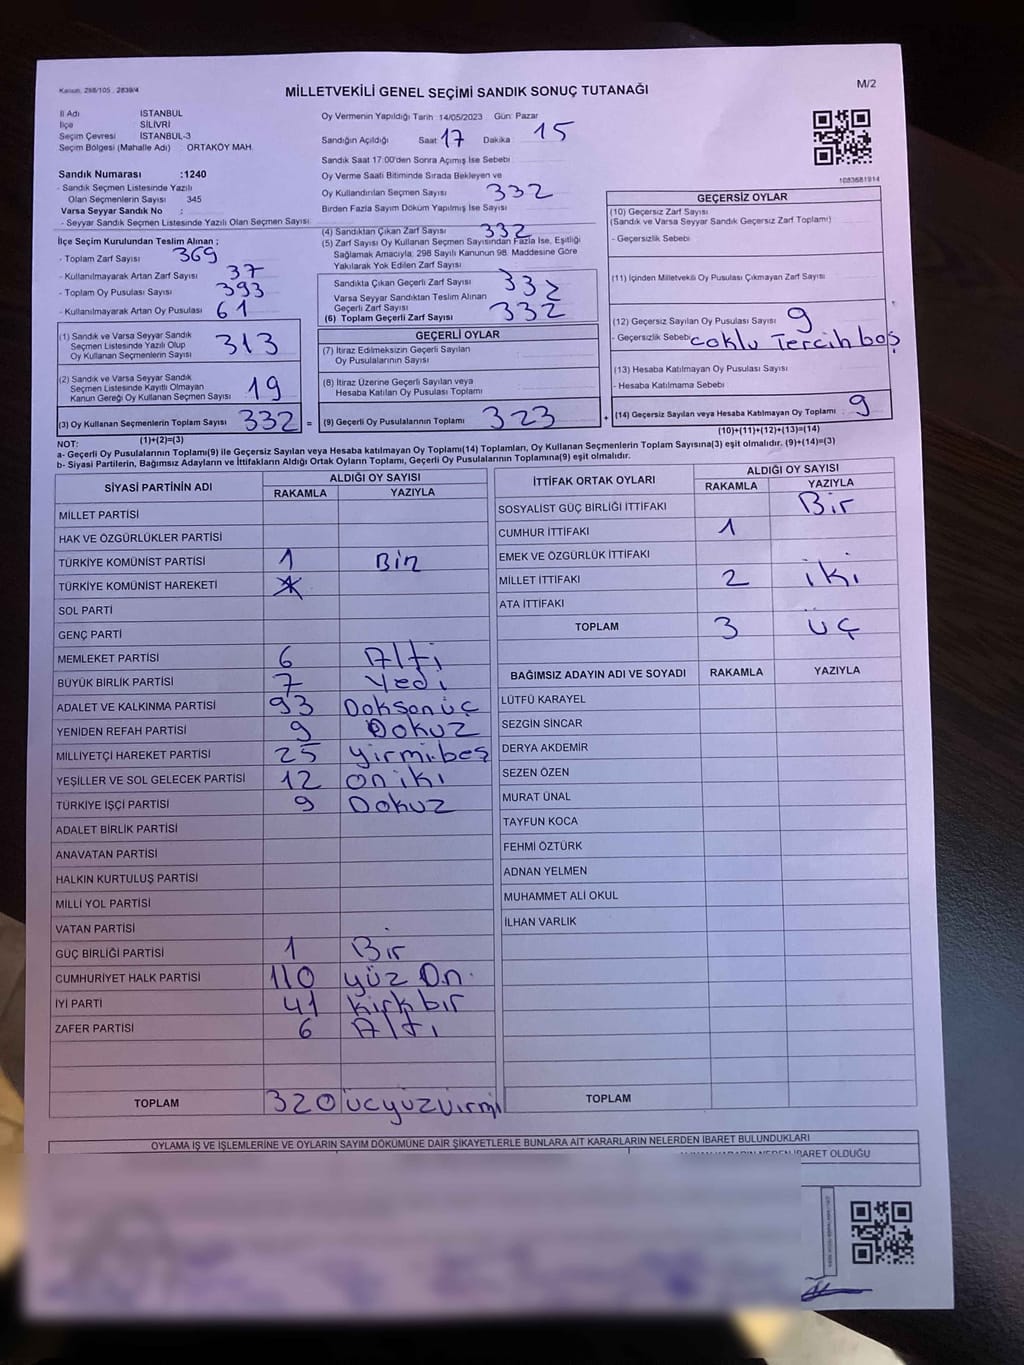 Kanun, 298/105 , 2839/4
MİLLETVEKİLİ GENEL SEÇİMİ SANDIK SONUÇ TUTANAĞI
M/2
İl Adı İSTANBUL
İlçe SİLİVRİ
Seçim Çevresi İSTANBUL-3
Seçim Bölgesi (Mahalle Adı) ORTAKÖY MAH.
Sandık Numarası :1240
- Sandık Seçmen Listesinde Yazılı
Olan Seçmenlerin Sayısı 345
Varsa Seyyar Sandık No :
- Seyyar Sandık Seçmen Listesinde Yazılı Olan Seçmen Sayısı
Oy Vermenin Yapıldığı Tarih 14/05/2023 Gün: Pazar
Sandığın Açıldığı Saat 17 Dakika 15
Sandık Saat 17:00'den Sonra Açımış İse Sebebi
Oy Verme Saati Bitiminde Sırada Bekleyen ve
Oy Kullandırılan Seçmen Sayısı 332
Birden Fazla Sayım Döküm Yapılmış İse Sayısı
1083681914
İlçe Seçim Kurulundan Teslim Alınan ;
- Toplam Zarf Sayısı 369
- Kullanılmayarak Artan Zarf Sayısı 37
- Toplam Oy Pusulası Sayısı 393
- Kullanılmayarak Artan Oy Pusulası 61
(4) Sandıktan Çıkan Zarf Sayısı 332
(5) Zarf Sayısı Oy Kullanan Seçmen Sayısından Fazla İse, Eşitliği
Sağlamak Amacıyla, 298 Sayılı Kanunun 98. Maddesine Göre
Yakılarak Yok Edilen Zarf Sayısı
Sandıkta Çıkan Geçerli Zarf Sayısı 332
Varsa Seyyar Sandıktan Teslim Alınan
Geçerli Zarf Sayısı
(6) Toplam Geçerli Zarf Sayısı 332
GEÇERSİZ OYLAR
(10) Geçersiz Zarf Sayısı
(Sandık ve Varsa Seyyar Sandık Geçersiz Zarf Toplamı)
- Geçersizlik Sebebi
(11) İçinden Milletvekili Oy Pusulası Çıkmayan Zarf Sayısı
(12) Geçersiz Sayılan Oy Pusulası Sayısı 9
- Geçersizlik Sebebi coklu Tercih boş
(13) Hesaba Katılmayan Oy Pusulası Sayısı
- Hesaba Katılmama Sebebi
(14) Geçersiz Sayılan veya Hesaba Katılmayan Oy Toplamı 9
(10)+(11)+(12)+(13)=(14)
(1) Sandık ve Varsa Seyyar Sandık
Seçmen Listesinde Yazılı Olup
Oy Kullanan Seçmenlerin Sayısı 313
(2) Sandık ve Varsa Seyyar Sandık
Seçmen Listesinde Kayıtlı Olmayan
Kanun Gereği Oy Kullanan Seçmen Sayısı 19
(3) Oy Kullanan Seçmenlerin Toplam Sayısı 332 =
(1)+(2)=(3)
GEÇERLİ OYLAR
(7) İtiraz Edilmeksizin Geçerli Sayılan
Oy Pusulalarının Sayısı
(8) İtiraz Üzerine Geçerli Sayılan veya
Hesaba Katılan Oy Pusulası Toplamı
(9) Geçerli Oy Pusulalarının Toplamı 323 +
NOT:
a- Geçerli Oy Pusulalarının Toplamı(9) ile Geçersiz Sayılan veya Hesaba katılmayan Oy Toplamı(14) Toplamları, Oy Kullanan Seçmenlerin Toplam Sayısına(3) eşit olmalıdır. (9)+(14)=(3)
b- Siyasi Partilerin, Bağımsız Adayların ve İttifakların Aldığı Ortak Oyların Toplamı, Geçerli Oy Pusulalarının Toplamına(9) eşit olmalıdır.
SİYASİ PARTİNİN ADI
ALDIĞI OY SAYISI
RAKAMLA YAZIYLA
MİLLET PARTİSİ
HAK VE ÖZGÜRLÜKLER PARTİSİ
TÜRKİYE KOMÜNİST PARTİSİ 1 Bir
TÜRKİYE KOMÜNİST HAREKETİ
SOL PARTİ
GENÇ PARTİ
MEMLEKET PARTİSİ 6 Altı
BÜYÜK BİRLİK PARTİSİ 7 Yedi
ADALET VE KALKINMA PARTİSİ 93 Doksanüç
YENİDEN REFAH PARTİSİ 9 Dokuz
MİLLİYETÇİ HAREKET PARTİSİ 25 yirmibeş
YEŞİLLER VE SOL GELECEK PARTİSİ 12 oniki
TÜRKİYE İŞÇİ PARTİSİ 9 Dokuz
ADALET BİRLİK PARTİSİ
ANAVATAN PARTİSİ
HALKIN KURTULUŞ PARTİSİ
MİLLİ YOL PARTİSİ
VATAN PARTİSİ
GÜÇ BİRLİĞİ PARTİSİ 1 Bir
CUMHURİYET HALK PARTİSİ 110 yüz On
İYİ PARTİ 41 kirk bir
ZAFER PARTİSİ 6 Altı
TOPLAM 320 üçyüzyirmi
İTTİFAK ORTAK OYLARI
ALDIĞI OY SAYISI
RAKAMLA YAZIYLA
SOSYALİST GÜÇ BİRLİĞİ İTTİFAKI Bir
CUMHUR İTTİFAKI 1
EMEK VE ÖZGÜRLÜK İTTİFAKI
MİLLET İTTİFAKI 2 iki
ATA İTTİFAKI
TOPLAM 3 üç
BAĞIMSIZ ADAYIN ADI VE SOYADI RAKAMLA YAZIYLA
LÜTFÜ KARAYEL
SEZGİN SİNCAR
DERYA AKDEMİR
SEZEN ÖZEN
MURAT ÜNAL
TAYFUN KOCA
FEHMİ ÖZTÜRK
ADNAN YELMEN
MUHAMMET ALİ OKUL
İLHAN VARLIK
TOPLAM
OYLAMA İŞ VE İŞLEMLERİNE VE OYLARIN SAYIM DÖKÜMÜNE DAİR ŞİKAYETLERLE BUNLARA AİT KARARLARIN NELERDEN İBARET BULUNDUKLARI
İBARET OLDUĞU